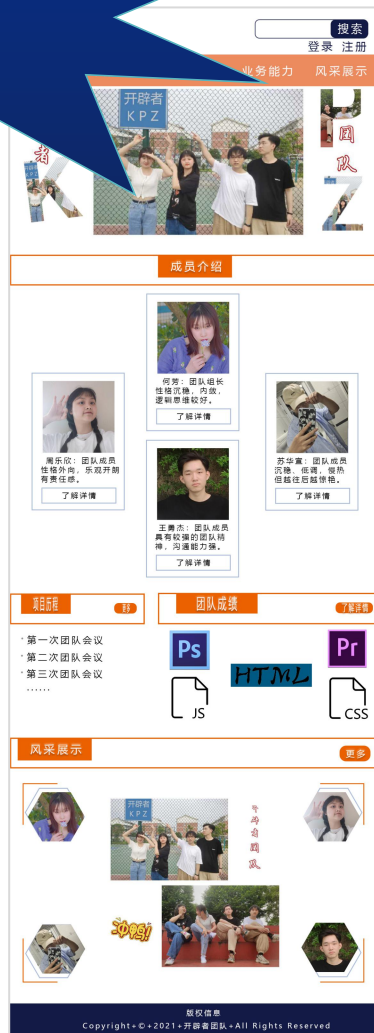 搜索
登录 注册
业务能力 风采展示
开辟者
KPZ
者
团
队
成员介绍
何芳：团队组长
性格沉稳，内敛，
逻辑思维较好。
了解详情
周乐欣：团队成员
性格外向，乐观开朗
有责任感。
了解详情
苏华宣：团队成员
沉稳、低调，慢热
但越往后越惊艳。
了解详情
王勇杰：团队成员
具有较强的团队精
神，沟通能力强。
了解详情
项目历程 更多
团队成绩 了解详情
第一次团队会议
第二次团队会议
第三次团队会议
······
Ps
HTML
Pr
JS
CSS
风采展示 更多
开辟者
KPZ
开辟者团队
冲鸭!
版权信息
Copyright+©+2021+开辟者团队+All Rights Reserved